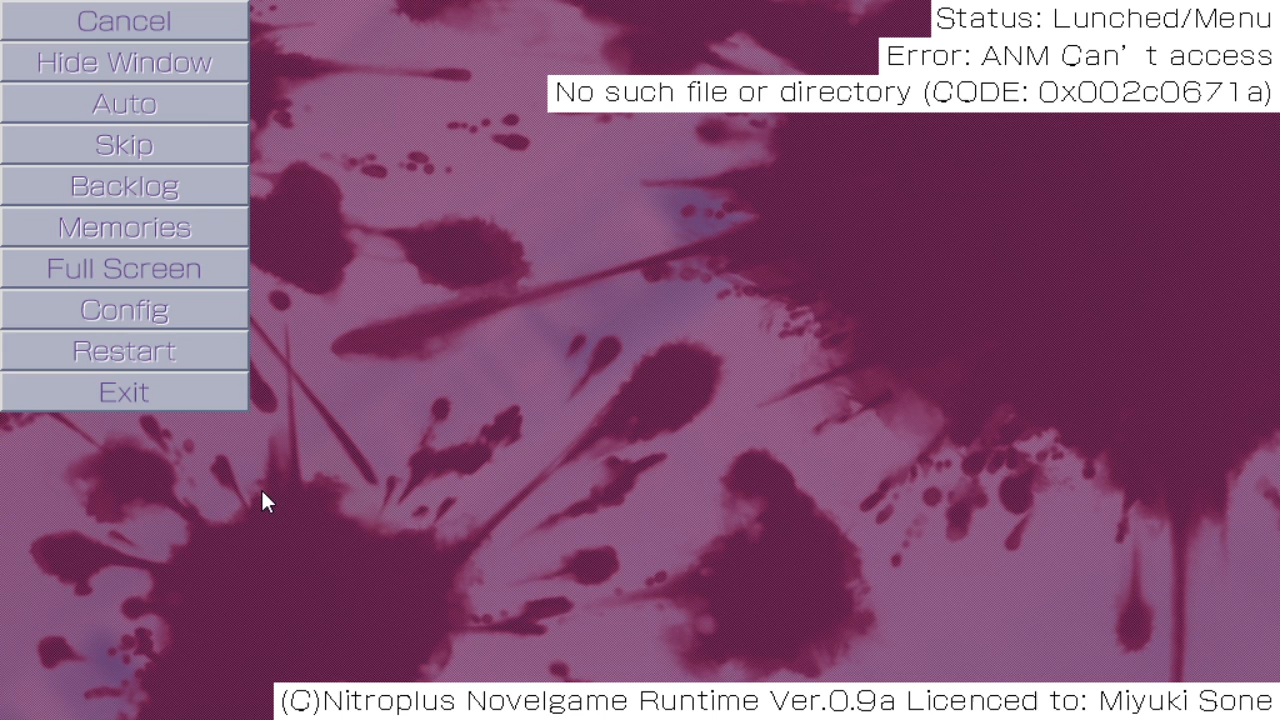 Cancel
Hide Window
Auto
Skip
Backlog
Memories
Full Screen
Config
Restart
Exit
Status: Lunched/Menu
Error: ANM Can’t access
No such file or directory (CODE: 0x002c0671a)
(C)Nitroplus Novelgame Runtime Ver.0.9a Licenced to: Miyuki Sone